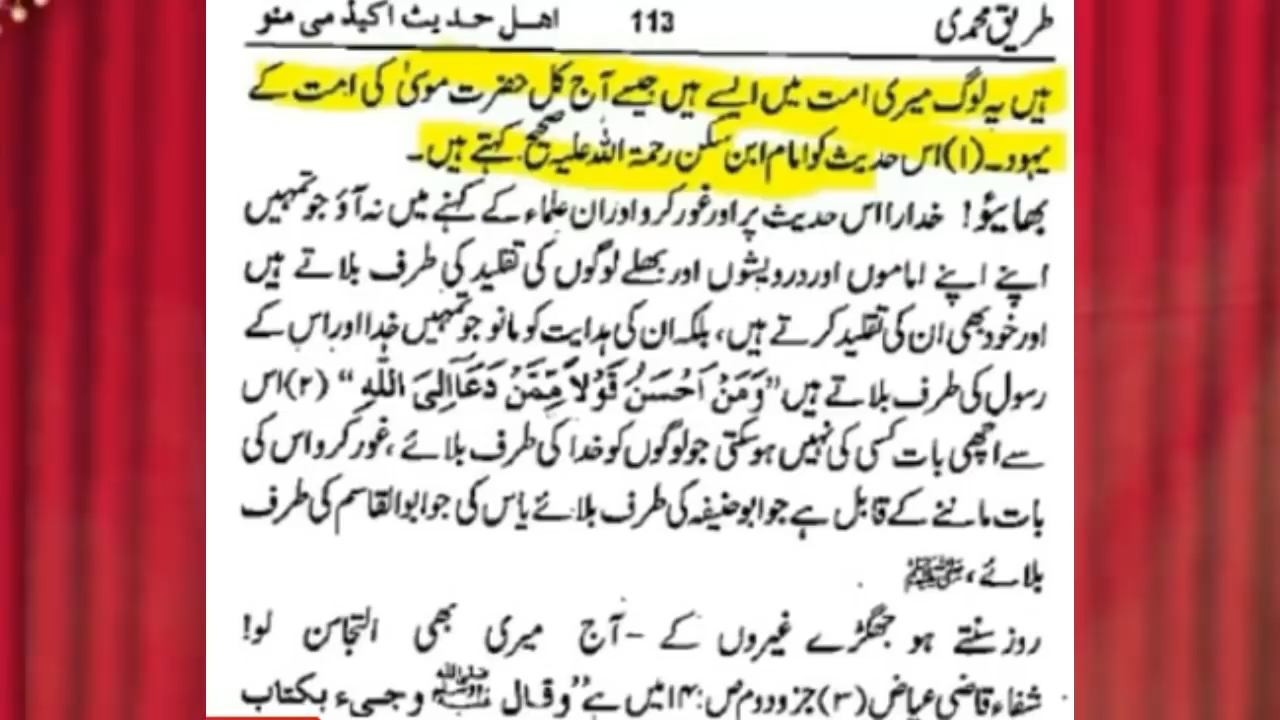 طریق محمدی 113 اهل حدیث اکیڈمی مئو
ہیں یہ لوگ میری امت میں ایسے ہیں جیسے آج کل حضرت موسیٰ کی امت کے
یہود۔(۱) اس حدیث کو امام ابن سکن رحمۃ اللہ علیہ صحیح کہتے ہیں۔
بھائیو! خدارا اس حدیث پر اور غور کرو اور ان علماء کے کہنے میں نہ آؤ جو تمہیں
اپنے اپنے اماموں اور درویشوں اور بھلے لوگوں کی تقلید کی طرف بلاتے ہیں
اور خود بھی ان کی تقلید کرتے ہیں، بلکہ ان کی ہدایت کو مانو جو تمہیں خدا اور اس کے
رسول کی طرف بلاتے ہیں ”وَمَنْ اَحْسَنُ قَوْلاً مِّمَّنْ دَعَا اِلَی اللّٰهِ“ (۲) اس
سے اچھی بات کسی کی نہیں ہوسکتی جو لوگوں کو خدا کی طرف بلائے، غور کرو اس کی
بات ماننے کے قابل ہے جو ابو حنیفہ کی طرف بلائے یا اس کی جو ابوالقاسم کی طرف
بلائے، ﷺ
روز سنتے ہو جھگڑے غیروں کے - آج میری بھی التجا سن لو!
شفاء قاضی عیاض (۳) جز و دوم ص:۱۴ میں ہے ”وقال ﷺ وجیء بکتاب